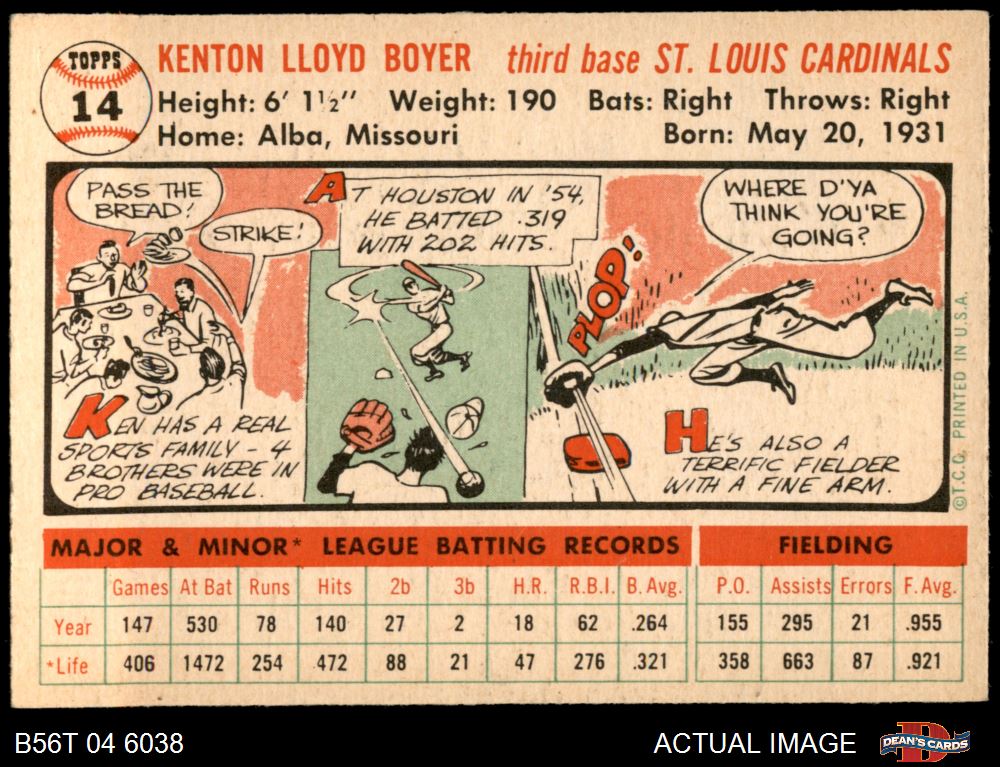 TOPPS
14
KENTON LLOYD BOYER third base ST. LOUIS CARDINALS
Height: 6' 1 1/2" Weight: 190 Bats: Right Throws: Right
Home: Alba, Missouri Born: May 20, 1931
PASS THE
BREAD!
STRIKE!
KEN HAS A REAL
SPORTS FAMILY - 4
BROTHERS WERE IN
PRO BASEBALL.
AT HOUSTON IN '54,
HE BATTED .319
WITH 202 HITS.
WHERE D'YA
THINK YOU'RE
GOING?
PLOP!
HE'S ALSO A
TERRIFIC FIELDER
WITH A FINE ARM.
© T.C.G. PRINTED IN U.S.A.
MAJOR & MINOR* LEAGUE BATTING RECORDS FIELDING
Games At Bat Runs Hits 2b 3b H.R. R.B.I. B. Avg. P.O. Assists Errors F. Avg.
Year 147 530 78 140 27 2 18 62 .264 155 295 21 .955
*Life 406 1472 254 472 88 21 47 276 .321 358 663 87 .921
B56T 04 6038 ACTUAL IMAGE DEAN'S CARDS